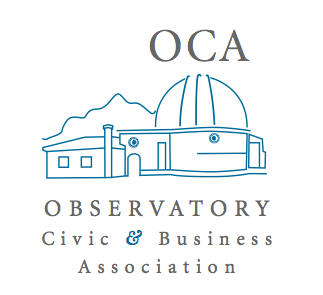 OCA
OBSERVATORY
Civic & Business
Association